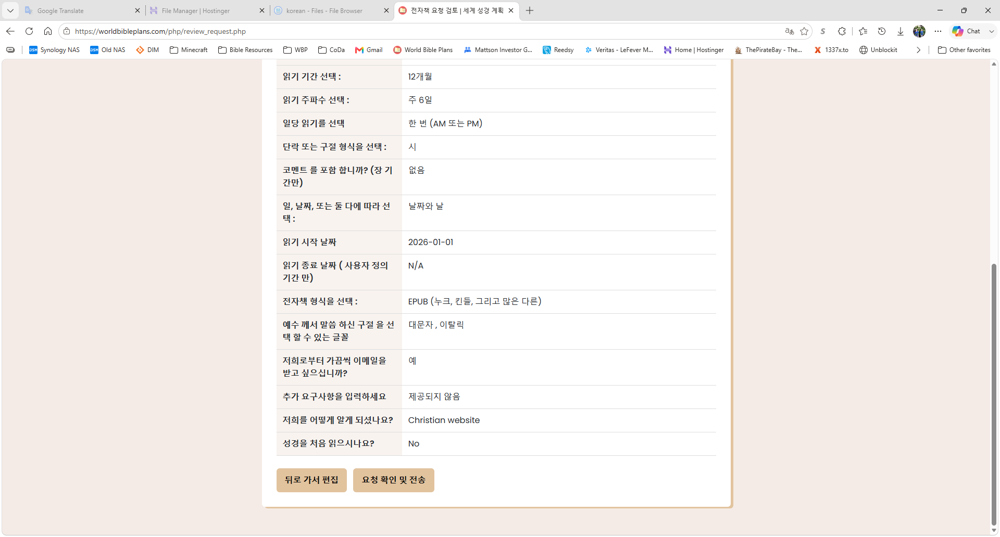 Google Translate
File Manager | Hostinger
korean - Files - File Browser
전자책 요청 검토 | 세계 성경 계획
https://worldbibleplans.com/php/review_request.php
Chat
Synology NAS
Old NAS
DIM
Minecraft
Bible Resources
WBP
CoDa
Gmail
World Bible Plans
Mattson Investor G...
Reedsy
Veritas - LeFever M...
Home | Hostinger
ThePirateBay - The...
1337x.to
Unblockit
Other favorites
읽기 기간 선택 :
12개월
읽기 주파수 선택 :
주 6일
일당 읽기를 선택
한 번 (AM 또는 PM)
단락 또는 구절 형식을 선택 :
시
코멘트 를 포함 합니까? (장 기
간만)
없음
일, 날짜, 또는 둘 다에 따라 선
택 :
날짜와 날
읽기 시작 날짜
2026-01-01
읽기 종료 날짜 ( 사용자 정의
기간 만)
N/A
전자책 형식을 선택 :
EPUB (누크, 킨들, 그리고 많은 다른)
예수 께서 말씀 하신 구절 을 선
택 할 수 있는 글꼴
대문자 , 이탈릭
저희로부터 가끔씩 이메일을
받고 싶으십니까?
예
추가 요구사항을 입력하세요
제공되지 않음
저희를 어떻게 알게 되셨나요?
Christian website
성경을 처음 읽으시나요?
No
뒤로 가서 편집
요청 확인 및 전송